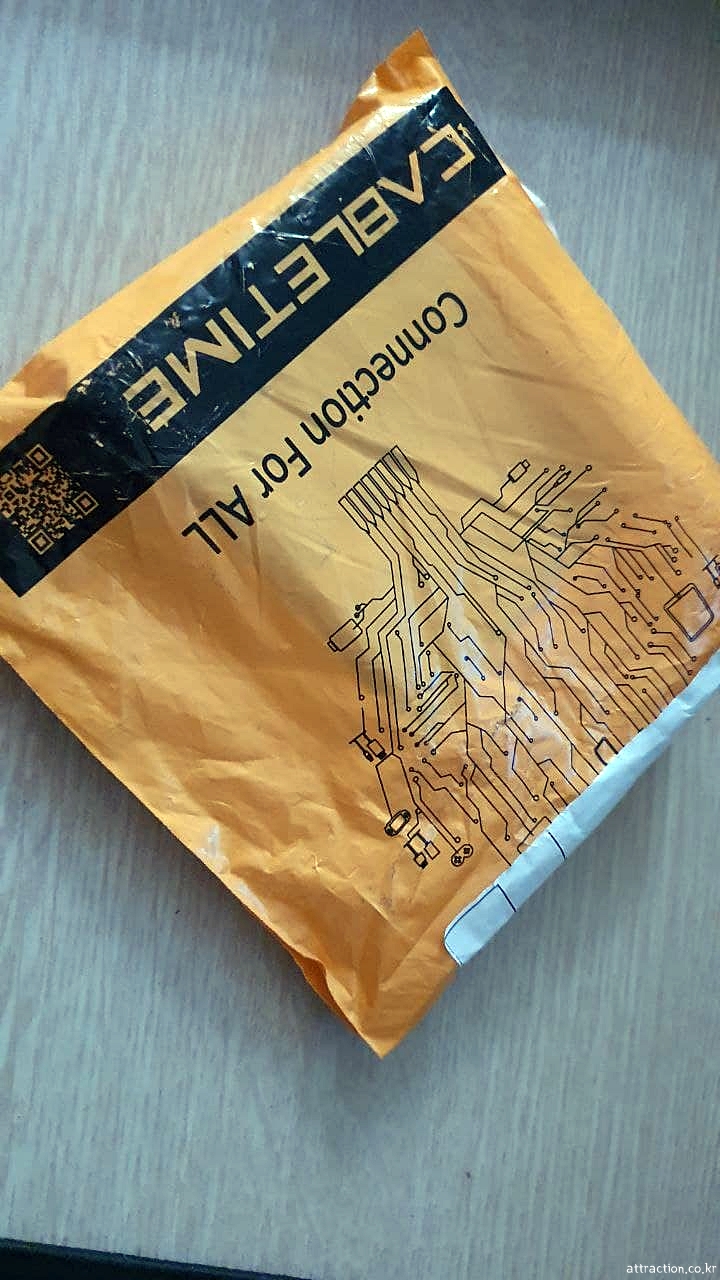 CABLETIME
Connection For ALL
attraction.co.kr